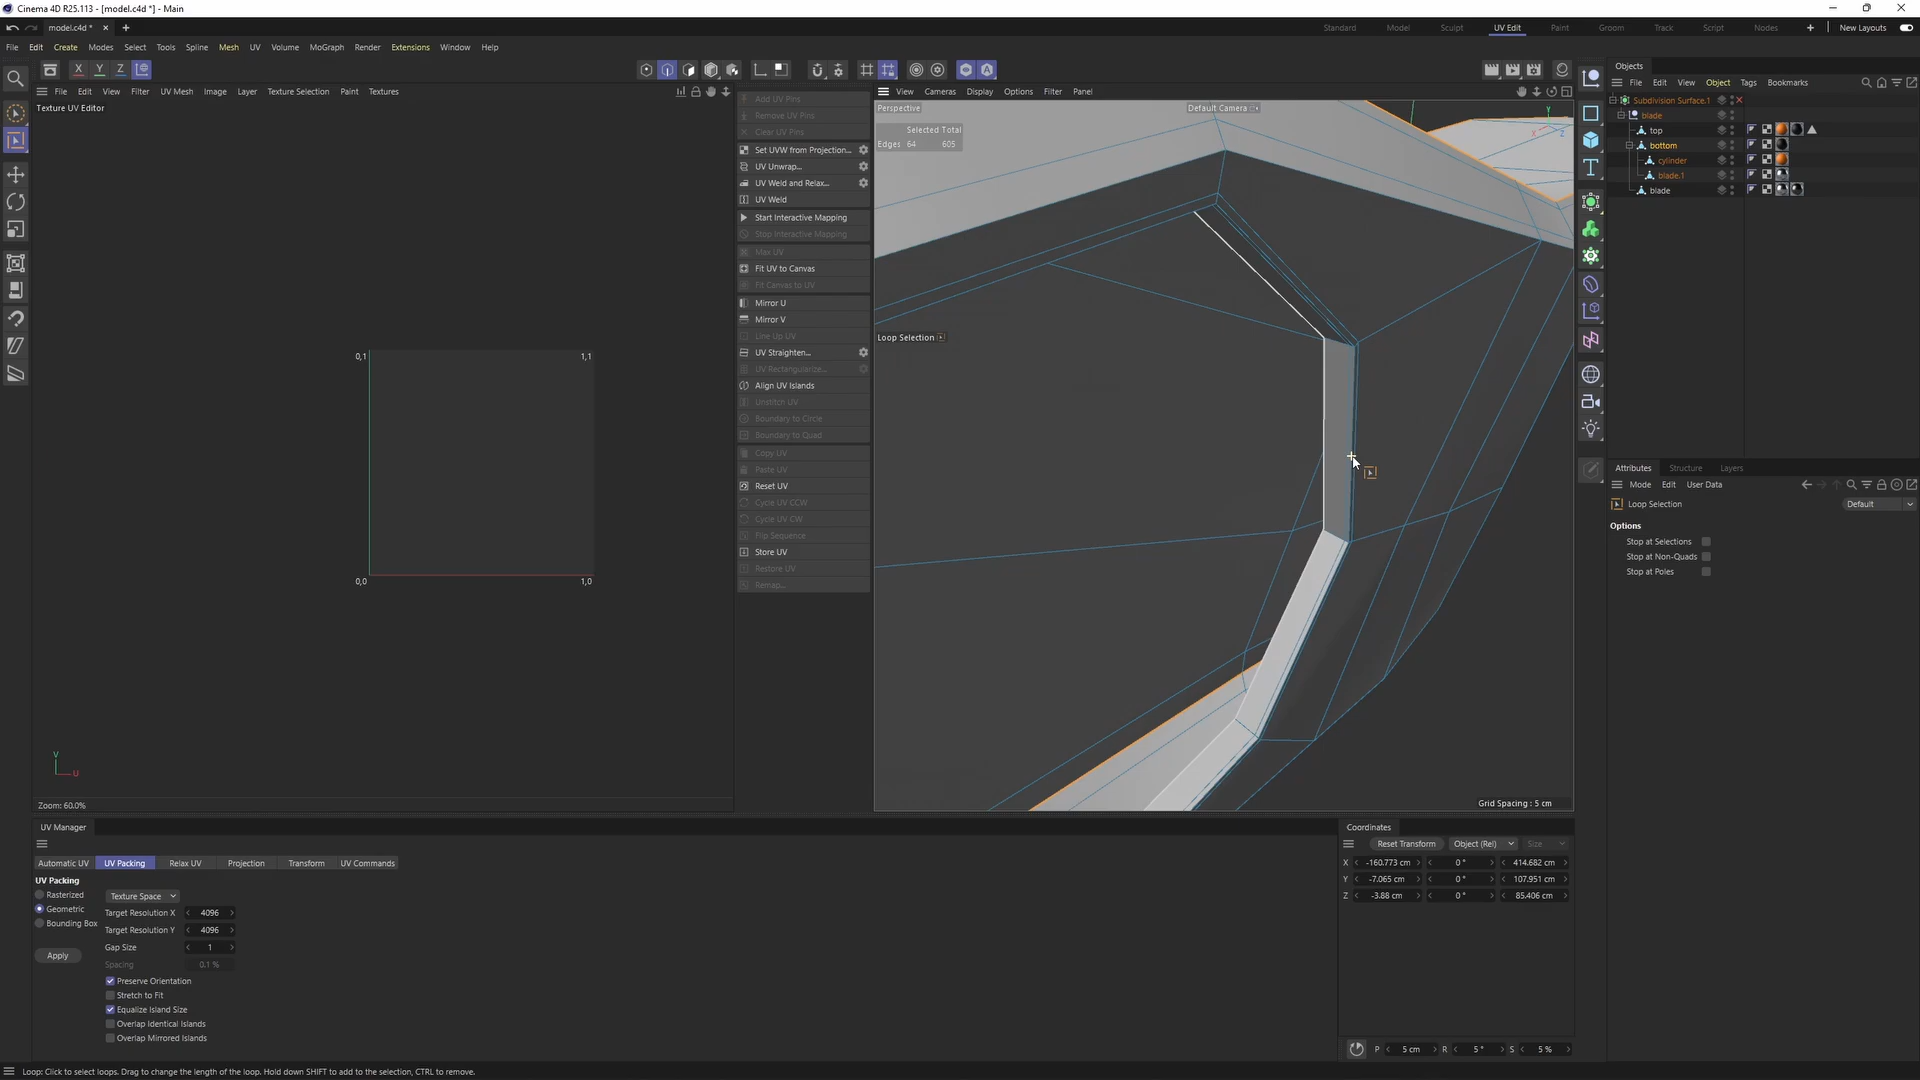 Cinema 4D R25.113 - [model.c4d *] - Main
model.c4d *
Standard
Model
Sculpt
UV Edit
Paint
Groom
Track
Script
Nodes
New Layouts
File Edit Create Modes Select Tools Spline Mesh UV Volume MoGraph Render Extensions Window Help
X Y Z
File Edit View Filter UV Mesh Image Layer Texture Selection Paint Textures
Texture UV Editor
0,1
1,1
0,0
1,0
V
U
Zoom: 60.0%
Add UV Pins
Remove UV Pins
Clear UV Pins
Set UVW from Projection...
UV Unwrap...
UV Weld and Relax...
UV Weld
Start Interactive Mapping
Stop Interactive Mapping
Max UV
Fit UV to Canvas
Fit Canvas to UV
Mirror U
Mirror V
Line Up UV
UV Straighten...
UV Rectangularize...
Align UV Islands
Unstitch UV
Boundary to Circle
Boundary to Quad
Copy UV
Paste UV
Reset UV
Cycle UV CCW
Cycle UV CW
Flip Sequence
Store UV
Restore UV
Remap...
View Cameras Display Options Filter Panel
Perspective
Default Camera
Selected Total
Edges 64 605
Loop Selection
Y
X
Z
Grid Spacing : 5 cm
Objects
File Edit View Object Tags Bookmarks
Subdivision Surface.1
blade
top
bottom
cylinder
blade.1
blade
Attributes Structure Layers
Mode Edit User Data
Loop Selection
Default
Options
Stop at Selections
Stop at Non-Quads
Stop at Poles
UV Manager
Automatic UV UV Packing Relax UV Projection Transform UV Commands
UV Packing
Rasterized
Geometric
Bounding Box
Apply
Texture Space
Target Resolution X 4096
Target Resolution Y 4096
Gap Size 1
Spacing 0.1 %
Preserve Orientation
Stretch to Fit
Equalize Island Size
Overlap Identical Islands
Overlap Mirrored Islands
Coordinates
Reset Transform Object (Rel) Size
X -160.773 cm 0 ° 414.682 cm
Y -7.065 cm 0 ° 107.951 cm
Z -3.88 cm 0 ° 85.406 cm
P 5 cm R 5 ° S 5 %
Loop: Click to select loops. Drag to change the length of the loop. Hold down SHIFT to add to the selection, CTRL to remove.